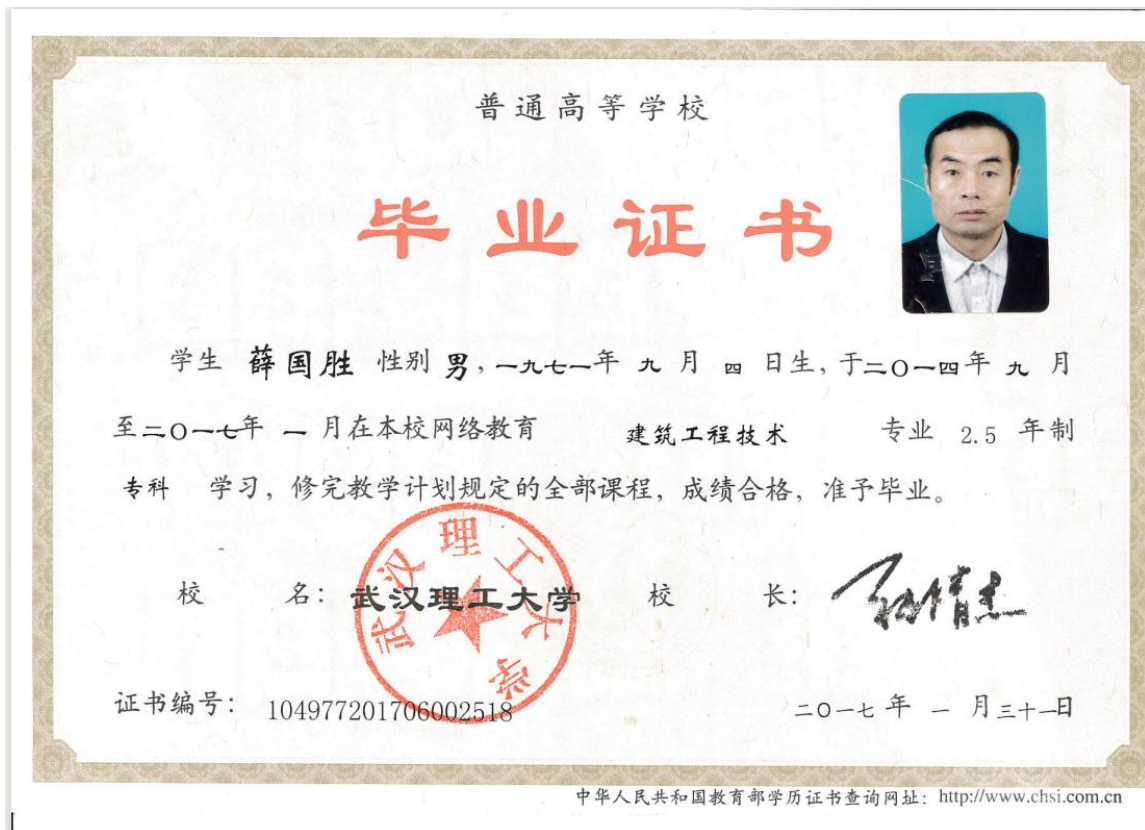 普通高等学校
毕业证书
学生 薛国胜 性别 男，一九七一年 九 月 四 日生，于二〇一四年 九 月
至二〇一七年 一 月在本校网络教育 建筑工程技术 专业 2.5 年制
专科 学习，修完教学计划规定的全部课程，成绩合格，准予毕业。
武汉理工大学
校 名：武汉理工大学 校 长：
证书编号：104977201706002518 二〇一七 年 一 月三十一日
中华人民共和国教育部学历证书查询网址：http://www.chsi.com.cn